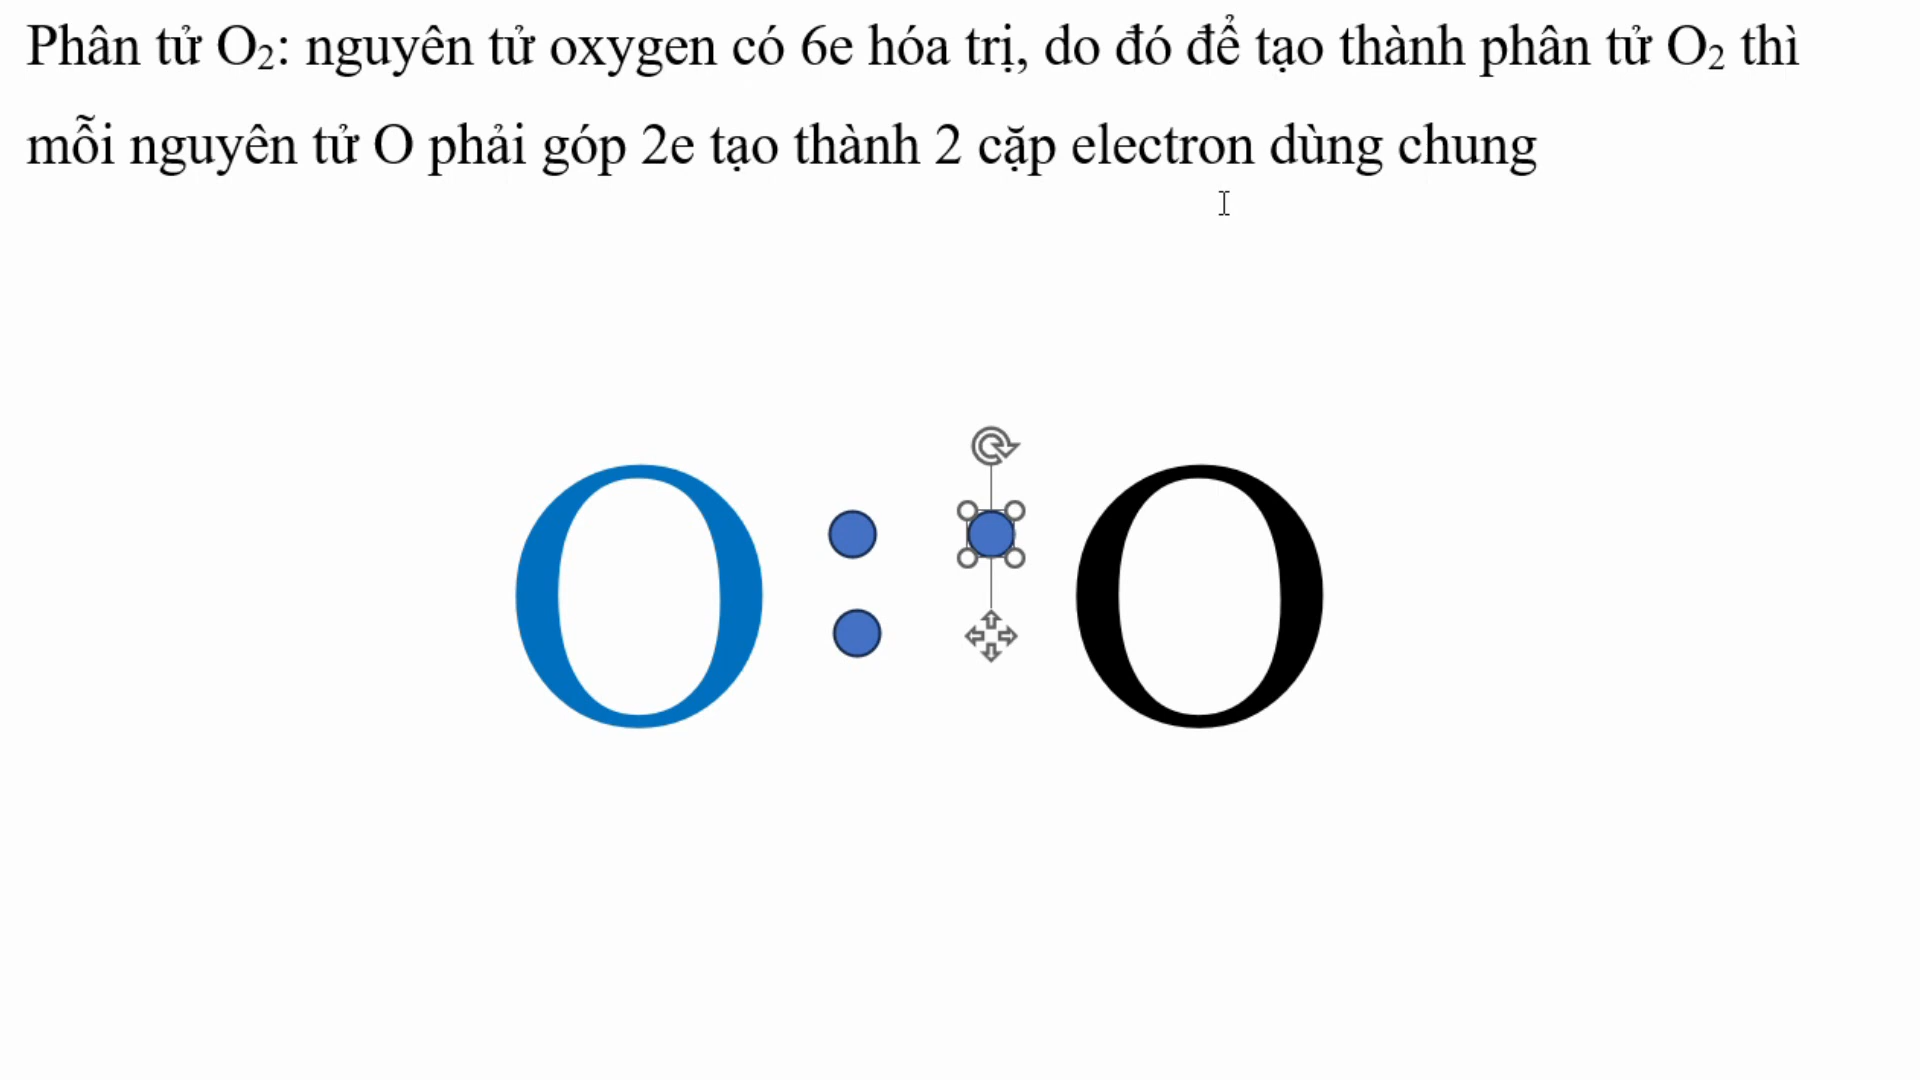 Phân tử O₂: nguyên tử oxygen có 6e hóa trị, do đó để tạo thành phân tử O₂ thì
mỗi nguyên tử O phải góp 2e tạo thành 2 cặp electron dùng chung
O O